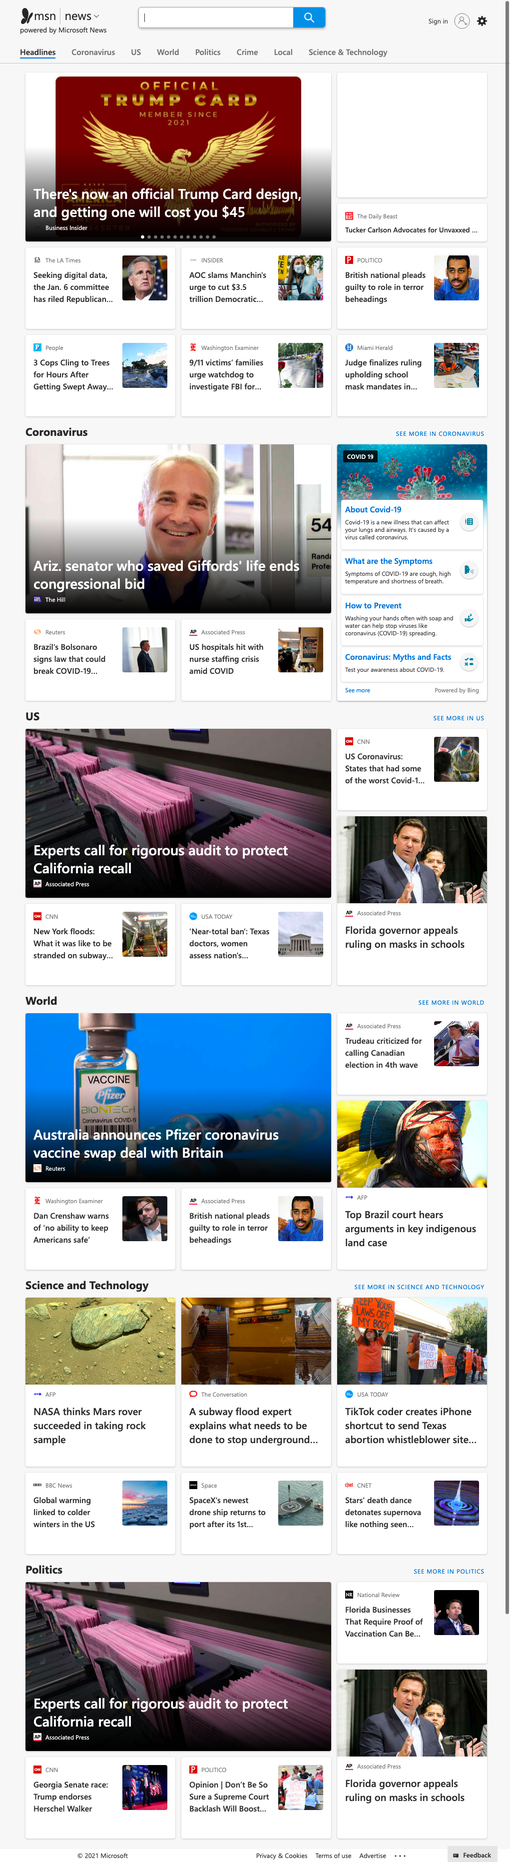 msn | news
powered by Microsoft News
Sign in
Headlines Coronavirus US World Politics Crime Local Science & Technology
OFFICIAL
TRUMP CARD
MEMBER SINCE
2021
There's now an official Trump Card design,
and getting one will cost you $45
Business Insider
The Daily Beast
Tucker Carlson Advocates for Unvaxxed ...
The LA Times
Seeking digital data,
the Jan. 6 committee
has riled Republican...
INSIDER
AOC slams Manchin's
urge to cut $3.5
trillion Democratic...
POLITICO
British national pleads
guilty to role in terror
beheadings
People
3 Cops Cling to Trees
for Hours After
Getting Swept Away...
Washington Examiner
9/11 victims' families
urge watchdog to
investigate FBI for...
Miami Herald
Judge finalizes ruling
upholding school
mask mandates in...
Coronavirus
SEE MORE IN CORONAVIRUS
54
Randa
Profe
Ariz. senator who saved Giffords' life ends
congressional bid
The Hill
COVID 19
About Covid-19
Covid-19 is a new illness that can affect
your lungs and airways. It's caused by a
virus called coronavirus.
What are the Symptoms
Symptoms of COVID-19 are cough, high
temperature and shortness of breath.
How to Prevent
Washing your hands often with soap and
water can help stop viruses like
coronavirus (COVID-19) spreading.
Coronavirus: Myths and Facts
Test your awareness about COVID-19.
See more
Powered by Bing
Reuters
Brazil's Bolsonaro
signs law that could
break COVID-19...
AP Associated Press
US hospitals hit with
nurse staffing crisis
amid COVID
US
SEE MORE IN US
Experts call for rigorous audit to protect
California recall
AP Associated Press
CNN
US Coronavirus:
States that had some
of the worst Covid-1...
AP Associated Press
Florida governor appeals
ruling on masks in schools
CNN
New York floods:
What it was like to be
stranded on subway...
USA TODAY
'Near-total ban': Texas
doctors, women
assess nation's...
World
SEE MORE IN WORLD
VACCINE
Pfizer
BIONTECH
Coronavirus COVID-19
Australia announces Pfizer coronavirus
vaccine swap deal with Britain
Reuters
AP Associated Press
Trudeau criticized for
calling Canadian
election in 4th wave
AFP
Top Brazil court hears
arguments in key indigenous
land case
Washington Examiner
Dan Crenshaw warns
of 'no ability to keep
Americans safe'
AP Associated Press
British national pleads
guilty to role in terror
beheadings
Science and Technology
SEE MORE IN SCIENCE AND TECHNOLOGY
KEEP YOUR
LAWS OFF
MY BODY
AFP
NASA thinks Mars rover
succeeded in taking rock
sample
The Conversation
A subway flood expert
explains what needs to be
done to stop underground...
USA TODAY
TikTok coder creates iPhone
shortcut to send Texas
abortion whistleblower site...
BBC News
Global warming
linked to colder
winters in the US
Space
SpaceX's newest
drone ship returns to
port after its 1st...
CNET
Stars' death dance
detonates supernova
like nothing seen...
Politics
SEE MORE IN POLITICS
Experts call for rigorous audit to protect
California recall
AP Associated Press
National Review
Florida Businesses
That Require Proof of
Vaccination Can Be...
AP Associated Press
Florida governor appeals
ruling on masks in schools
CNN
Georgia Senate race:
Trump endorses
Herschel Walker
POLITICO
Opinion | Don't Be So
Sure a Supreme Court
Backlash Will Boost...
© 2021 Microsoft
Privacy & Cookies Terms of use Advertise ...
Feedback